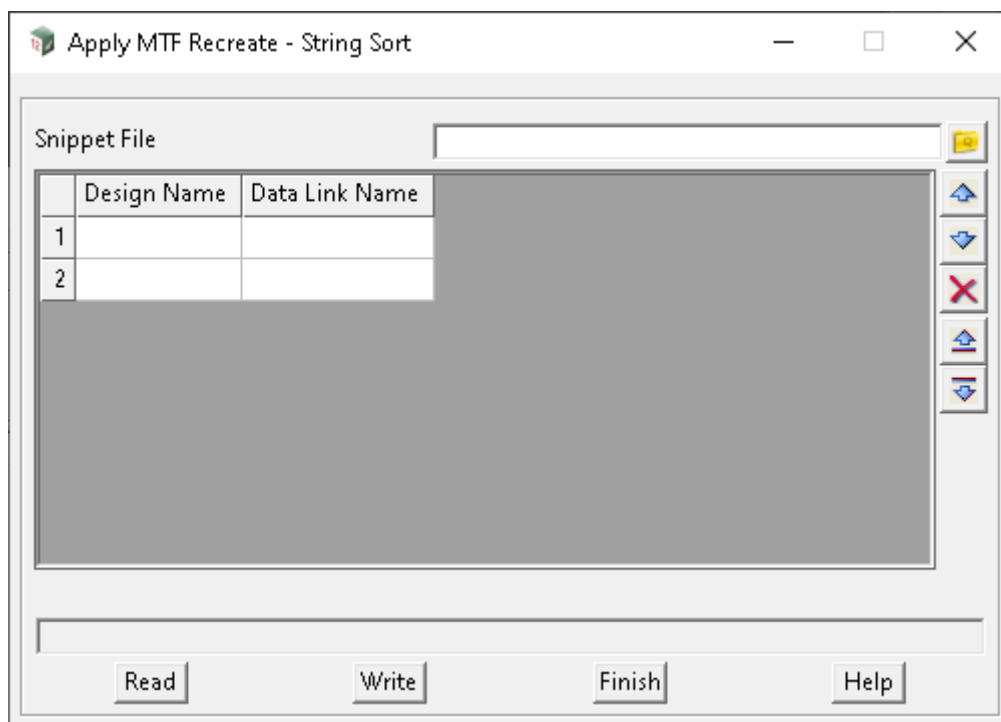 Apply MTF Recreate - String Sort
Snippet File
Design Name Data Link Name
1
2
Read Write Finish Help